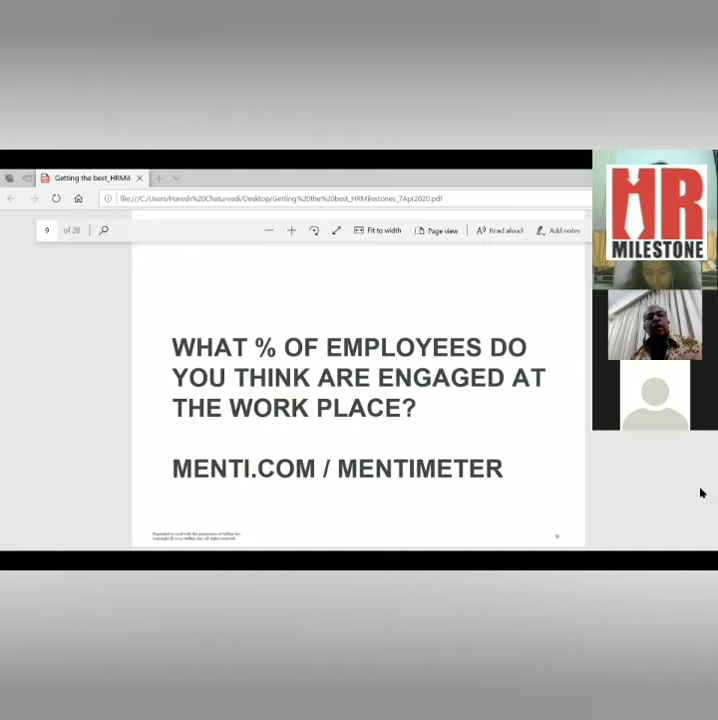 Getting the best_HRMile
file:///C:/Users/Haresh%20Chaturvedi/Desktop/Getting%20the%20best_HRMilestones_7Apr2020.pdf
9 of 28
Fit to width
Page view
Read aloud
Add notes
HR
MILESTONE
WHAT % OF EMPLOYEES DO
YOU THINK ARE ENGAGED AT
THE WORK PLACE?
MENTI.COM / MENTIMETER
9